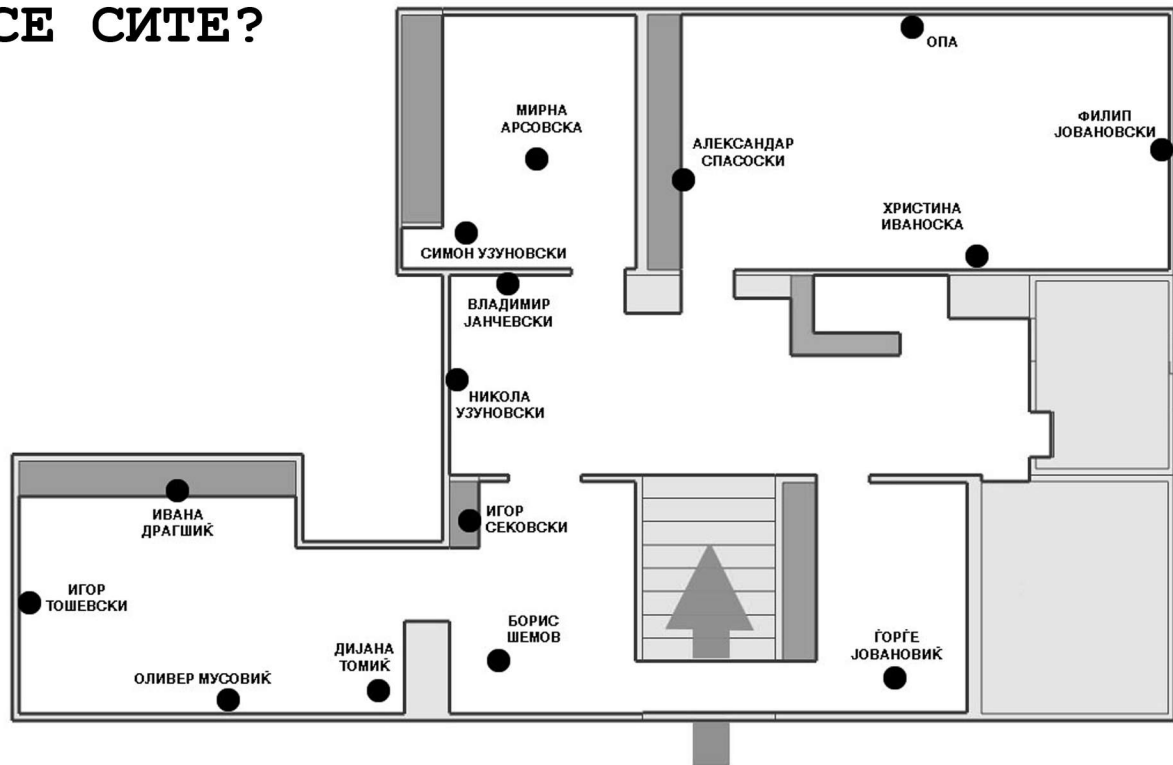 СЕ СИТЕ?
ОПА
МИРНА
АРСОВСКА
ФИЛИП
ЈОВАНОВСКИ
АЛЕКСАНДАР
СПАСОСКИ
ХРИСТИНА
ИВАНОСКА
СИМОН УЗУНОВСКИ
ВЛАДИМИР
ЈАНЧЕВСКИ
НИКОЛА
УЗУНОВСКИ
ИВАНА
ДРАГШИЌ
ИГОР
СЕКОВСКИ
ИГОР
ТОШЕВСКИ
БОРИС
ШЕМОВ
ЃОРЃЕ
ЈОВАНОВИЌ
ДИЈАНА
ТОМИЌ
ОЛИВЕР МУСОВИЌ